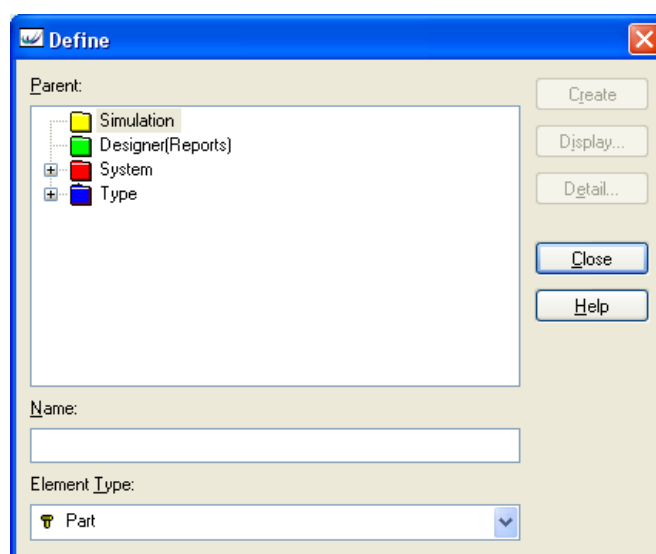 Define
Parent:
Simulation
Designer(Reports)
System
Type
Create
Display...
Detail...
Close
Help
Name:
Element Type:
Part